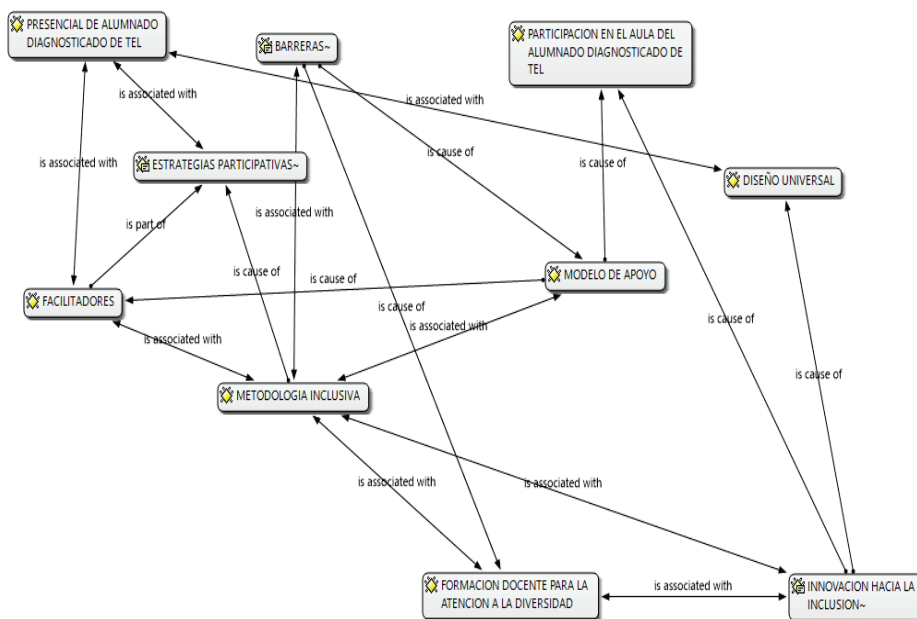 PRESENCIAL DE ALUMNADO
DIAGNOSTICADO DE TEL
BARRERAS~
PARTICIPACION EN EL AULA DEL
ALUMNADO DIAGNOSTICADO DE
TEL
is associated with
is associated with
is associated with
is cause of
is cause of
ESTRATEGIAS PARTICIPATIVAS~
DISEÑO UNIVERSAL
is associated with
is part of
is cause of
is cause of
MODELO DE APOYO
FACILITADORES
is cause of
is cause of
is associated with
is associated with
is cause of
METODOLOGIA INCLUSIVA
is associated with
is associated with
FORMACION DOCENTE PARA LA
ATENCION A LA DIVERSIDAD
is associated with
INNOVACION HACIA LA
INCLUSION~